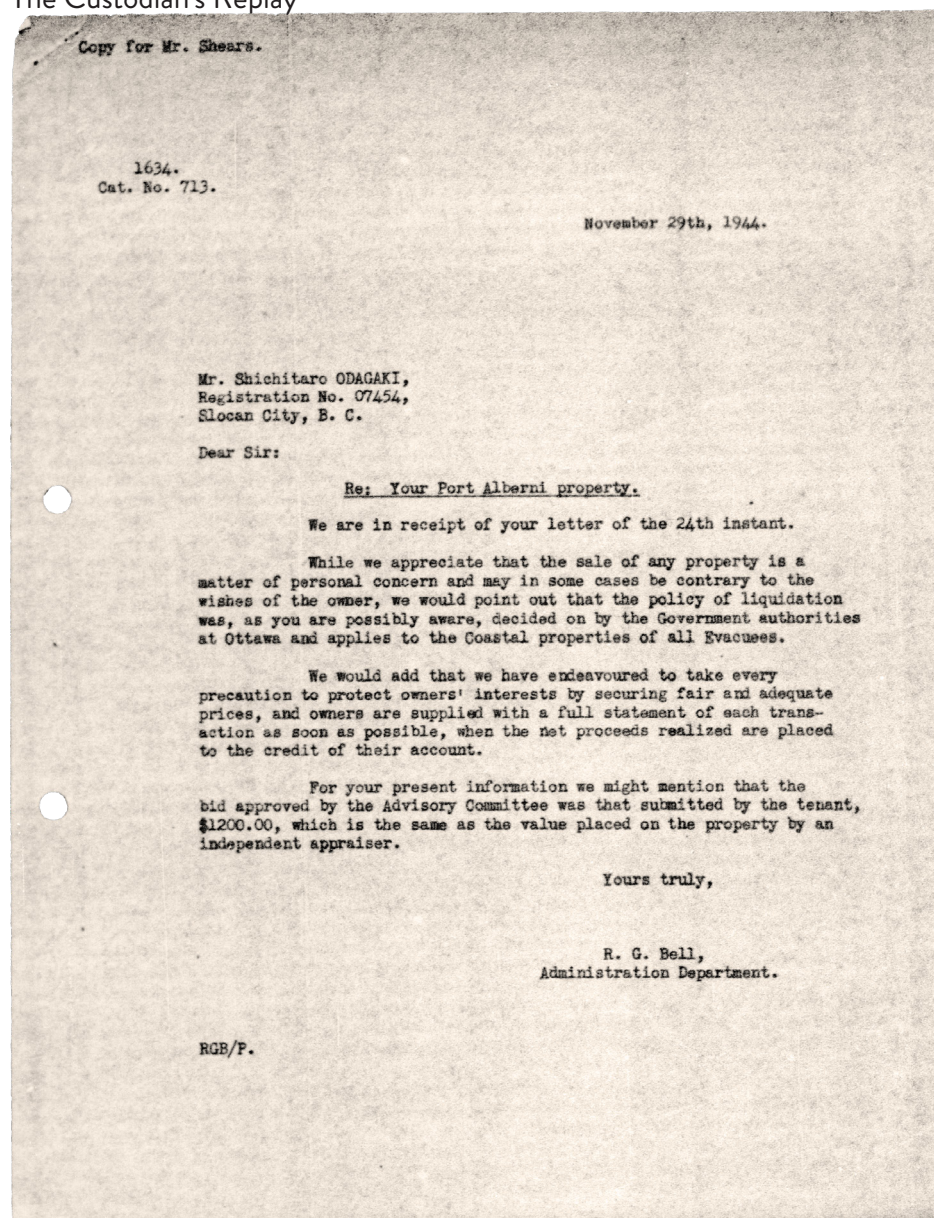 The Custodian's Replay
Copy for Mr. Shears.
1634.
Cat. No. 713.
November 29th, 1944.
Mr. Shichitaro ODAGAKI,
Registration No. 07454,
Slocan City, B. C.
Dear Sir:
Re: Your Port Alberni property.
We are in receipt of your letter of the 24th instant.
While we appreciate that the sale of any property is a
matter of personal concern and may in some cases be contrary to the
wishes of the owner, we would point out that the policy of liquidation
was, as you are possibly aware, decided on by the Government authorities
at Ottawa and applies to the Coastal properties of all Evacuees.
We would add that we have endeavoured to take every
precaution to protect owners' interests by securing fair and adequate
prices, and owners are supplied with a full statement of each trans-
action as soon as possible, when the net proceeds realized are placed
to the credit of their account.
For your present information we might mention that the
bid approved by the Advisory Committee was that submitted by the tenant,
$1200.00, which is the same as the value placed on the property by an
independent appraiser.
Yours truly,
R. G. Bell,
Administration Department.
RGB/P.